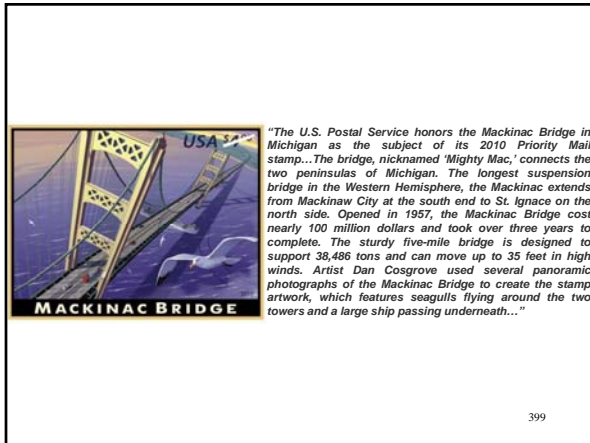 USA
MACKINAC BRIDGE
“The U.S. Postal Service honors the Mackinac Bridge in
Michigan as the subject of its 2010 Priority Mail
stamp…The bridge, nicknamed ‘Mighty Mac,’ connects the
two peninsulas of Michigan. The longest suspension
bridge in the Western Hemisphere, the Mackinac extends
from Mackinaw City at the south end to St. Ignace on the
north side. Opened in 1957, the Mackinac Bridge cost
nearly 100 million dollars and took over three years to
complete. The sturdy five-mile bridge is designed to
support 38,486 tons and can move up to 35 feet in high
winds. Artist Dan Cosgrove used several panoramic
photographs of the Mackinac Bridge to create the stamp
artwork, which features seagulls flying around the two
towers and a large ship passing underneath…”
399